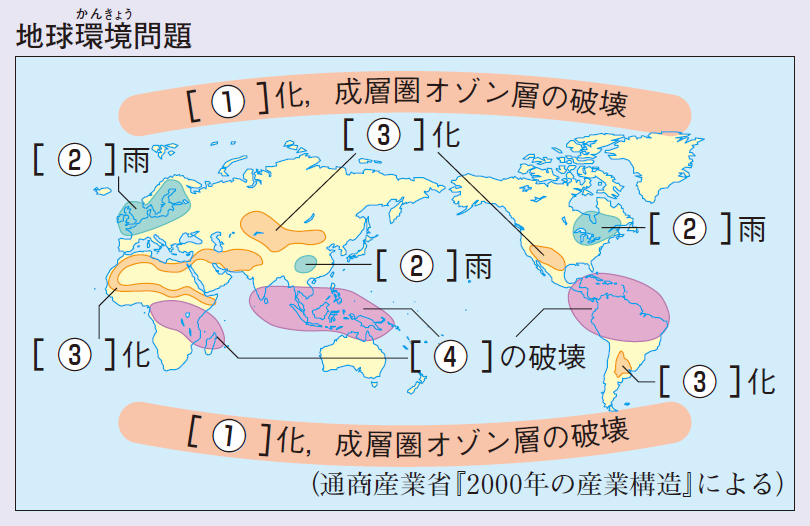 かんきょう
地球環境問題
[ ① ]化，成層圏オゾン層の破壊
[ ③ ]化
[ ② ]雨
[ ② ]雨
[ ② ]雨
[ ③ ]化
[ ④ ]の破壊
[ ③ ]化
[ ① ]化，成層圏オゾン層の破壊
(通商産業省『2000年の産業構造』による)